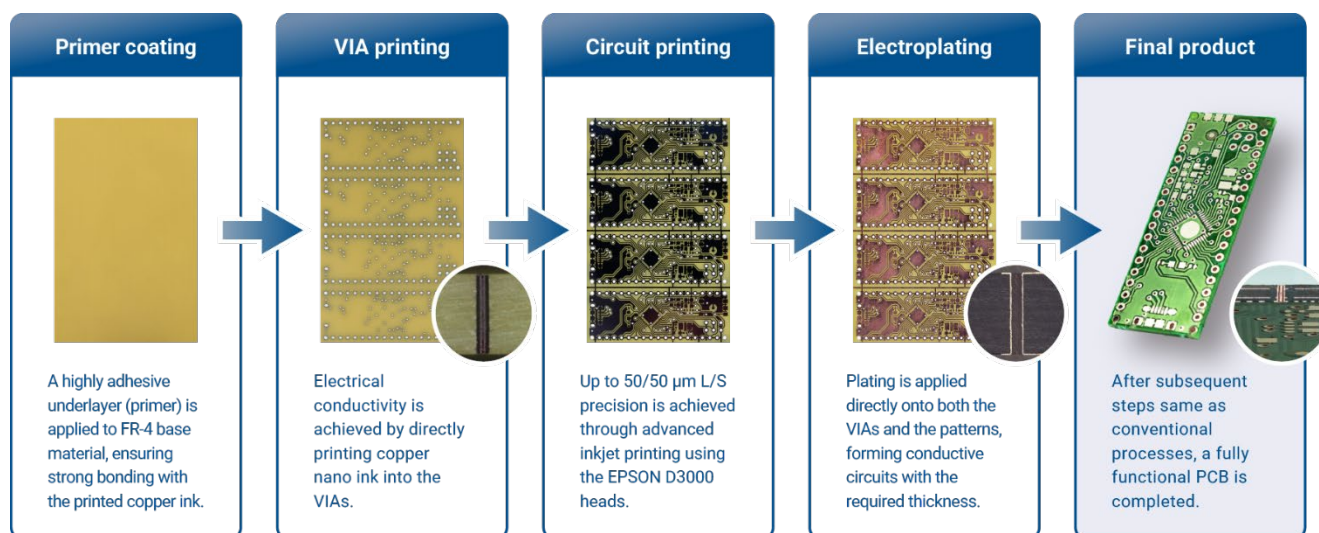 Primer coating
A highly adhesive
underlayer (primer) is
applied to FR-4 base
material, ensuring
strong bonding with
the printed copper ink.
VIA printing
Electrical
conductivity is
achieved by directly
printing copper
nano ink into the
VIAs.
Circuit printing
Up to 50/50 μm L/S
precision is achieved
through advanced
inkjet printing using
the EPSON D3000
heads.
Electroplating
Plating is applied
directly onto both the
VIAs and the patterns,
forming conductive
circuits with the
required thickness.
Final product
After subsequent
steps same as
conventional
processes, a fully
functional PCB is
completed.